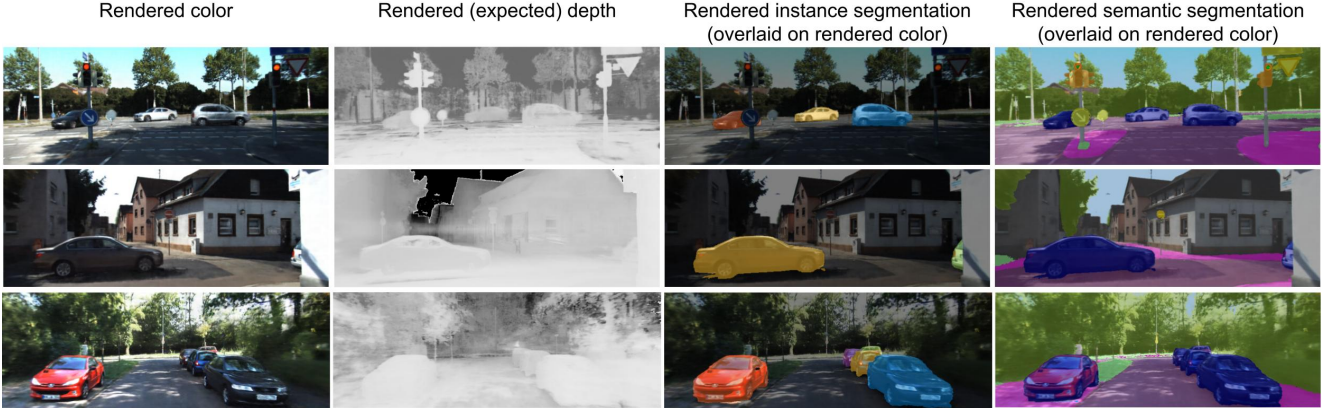 Rendered color
Rendered (expected) depth
Rendered instance segmentation
(overlaid on rendered color)
Rendered semantic segmentation
(overlaid on rendered color)